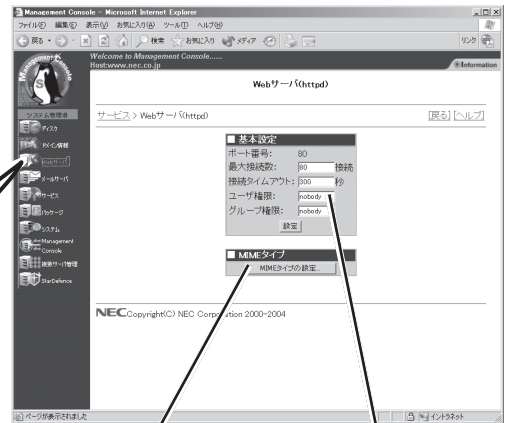 Management Console - Microsoft Internet Explorer
ファイル(F) 編集(E) 表示(V) お気に入り(A) ツール(T) ヘルプ(H)
戻る 検索 お気に入り メディア リンク
Welcome to Management Console......
Host:www.nec.co.jp
Information
Management Console
Webサーバ(httpd)
システム管理者
サービス > Webサーバ(httpd) [戻る] [ヘルプ]
ディスク
ドメイン情報
Webサーバ
メールサーバ
サービス
パッケージ
システム
Management Console
複数サーバ管理
StarDefence
■ 基本設定
ポート番号: 80
最大接続数: 80 接続
接続タイムアウト: 300 秒
ユーザ権限: nobody
グループ権限: nobody
設定
■ MIMEタイプ
MIMEタイプの設定...
NEC Copyright(C) NEC Corporation 2000-2004
ページが表示されました
イントラネット